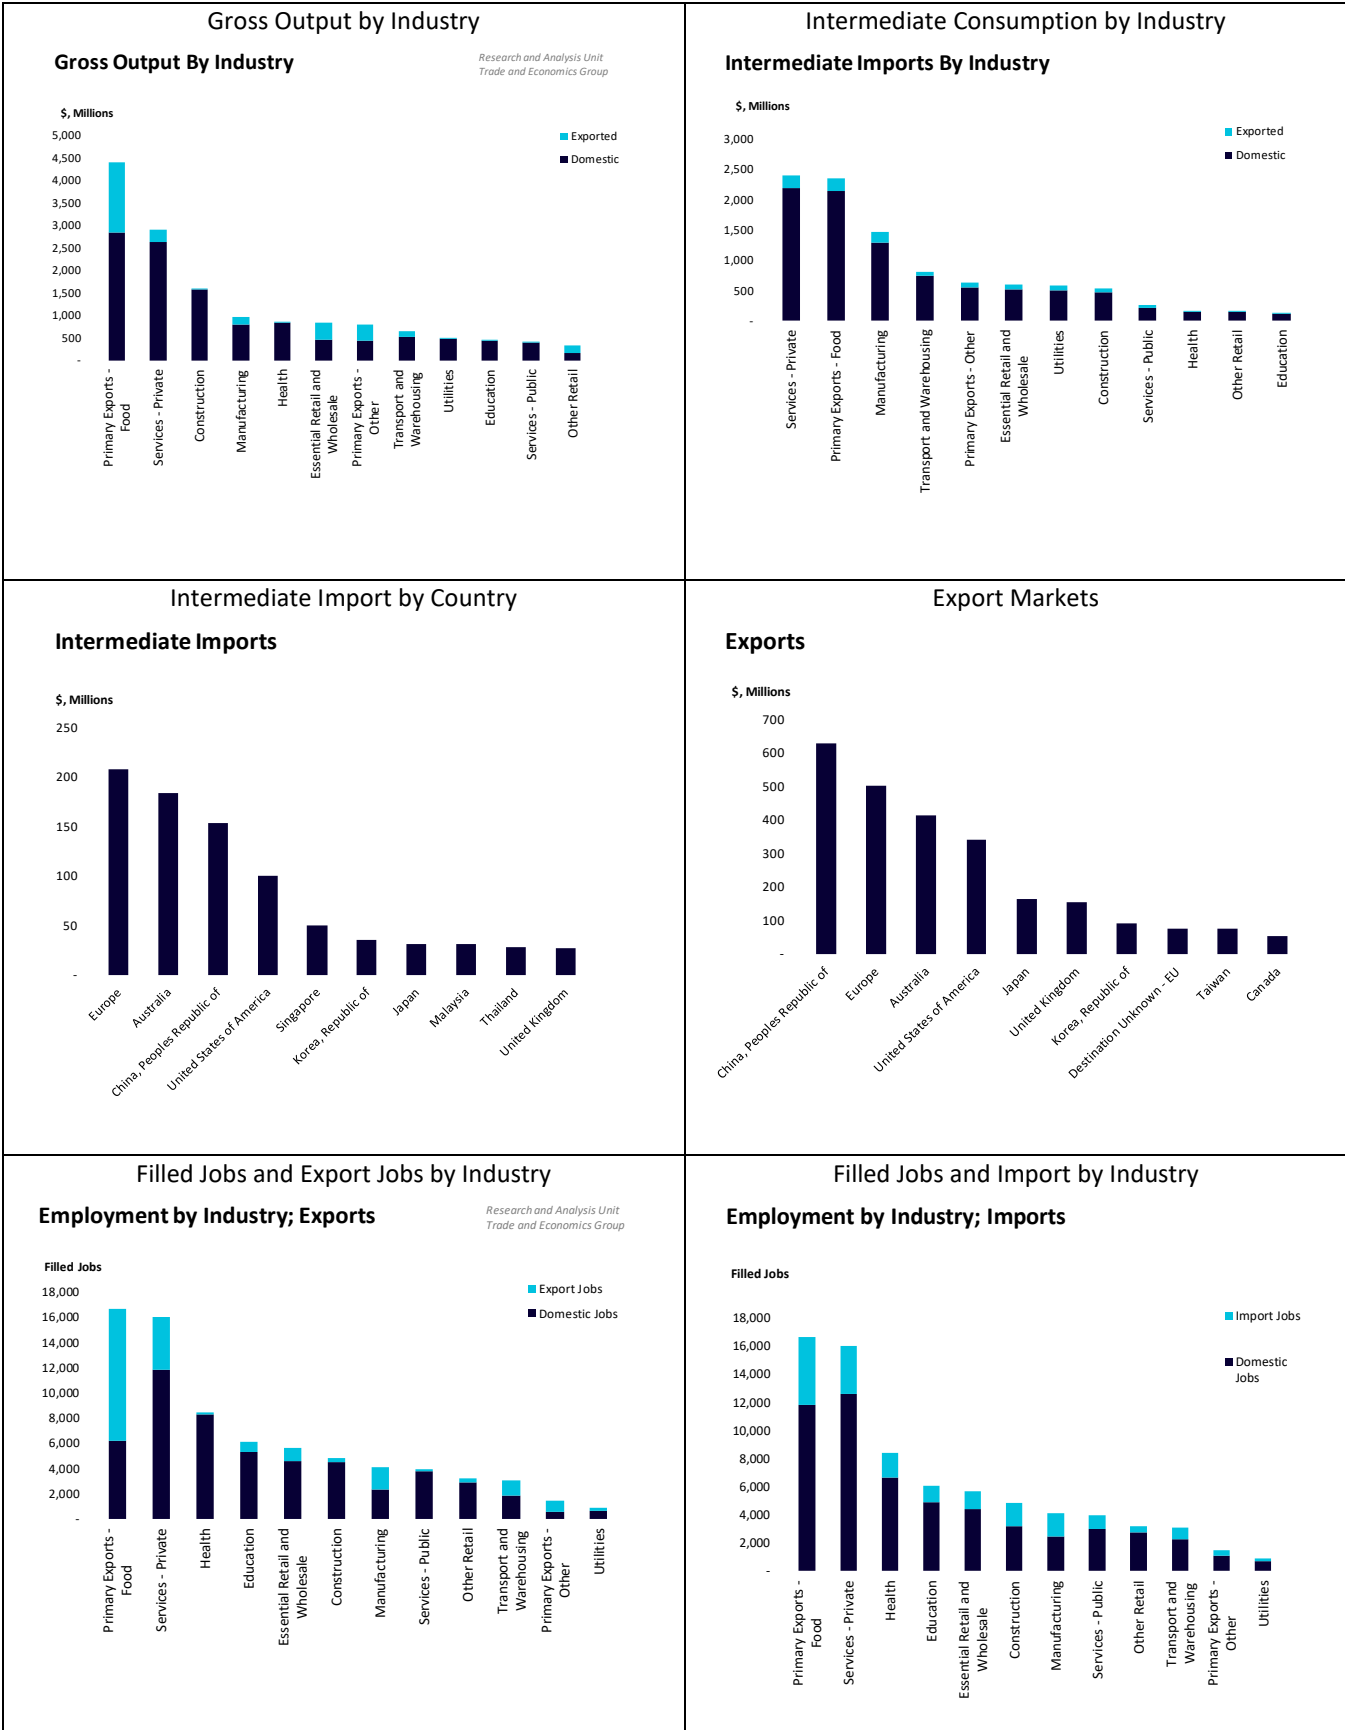 Gross Output by Industry
Gross Output By Industry
Research and Analysis Unit
Trade and Economics Group
$, Millions
5,000
4,500
4,000
3,500
3,000
2,500
2,000
1,500
1,000
500
-
Exported
Domestic
Primary Exports -
Food
Services - Private
Construction
Manufacturing
Health
Essential Retail and
Wholesale
Primary Exports -
Other
Transport and
Warehousing
Utilities
Education
Services - Public
Other Retail
Intermediate Consumption by Industry
Intermediate Imports By Industry
$, Millions
3,000
2,500
2,000
1,500
1,000
500
-
Exported
Domestic
Services - Private
Primary Exports - Food
Manufacturing
Transport and Warehousing
Primary Exports - Other
Essential Retail and
Wholesale
Utilities
Construction
Services - Public
Health
Other Retail
Education
Intermediate Import by Country
Intermediate Imports
$, Millions
250
200
150
100
50
-
Europe
Australia
China, Peoples Republic of
United States of America
Singapore
Korea, Republic of
Japan
Malaysia
Thailand
United Kingdom
Export Markets
Exports
$, Millions
700
600
500
400
300
200
100
-
China, Peoples Republic of
Europe
Australia
United States of America
Japan
United Kingdom
Korea, Republic of
Destination Unknown - EU
Taiwan
Canada
Filled Jobs and Export Jobs by Industry
Employment by Industry; Exports
Research and Analysis Unit
Trade and Economics Group
Filled Jobs
18,000
16,000
14,000
12,000
10,000
8,000
6,000
4,000
2,000
-
Export Jobs
Domestic Jobs
Primary Exports -
Food
Services - Private
Health
Education
Essential Retail and
Wholesale
Construction
Manufacturing
Services - Public
Other Retail
Transport and
Warehousing
Primary Exports -
Other
Utilities
Filled Jobs and Import by Industry
Employment by Industry; Imports
Filled Jobs
18,000
16,000
14,000
12,000
10,000
8,000
6,000
4,000
2,000
-
Import Jobs
Domestic
Jobs
Primary Exports -
Food
Services - Private
Health
Education
Essential Retail and
Wholesale
Construction
Manufacturing
Services - Public
Other Retail
Transport and
Warehousing
Primary Exports -
Other
Utilities